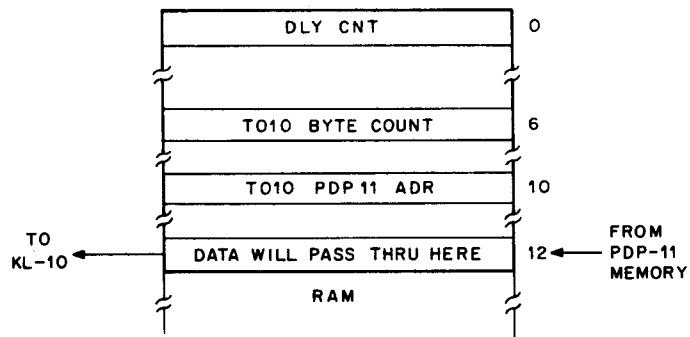 DLY CNT 0
TO10 BYTE COUNT 6
TO10 PDP11 ADR 10
TO
KL-10
DATA WILL PASS THRU HERE 12
FROM
PDP-11
MEMORY
RAM